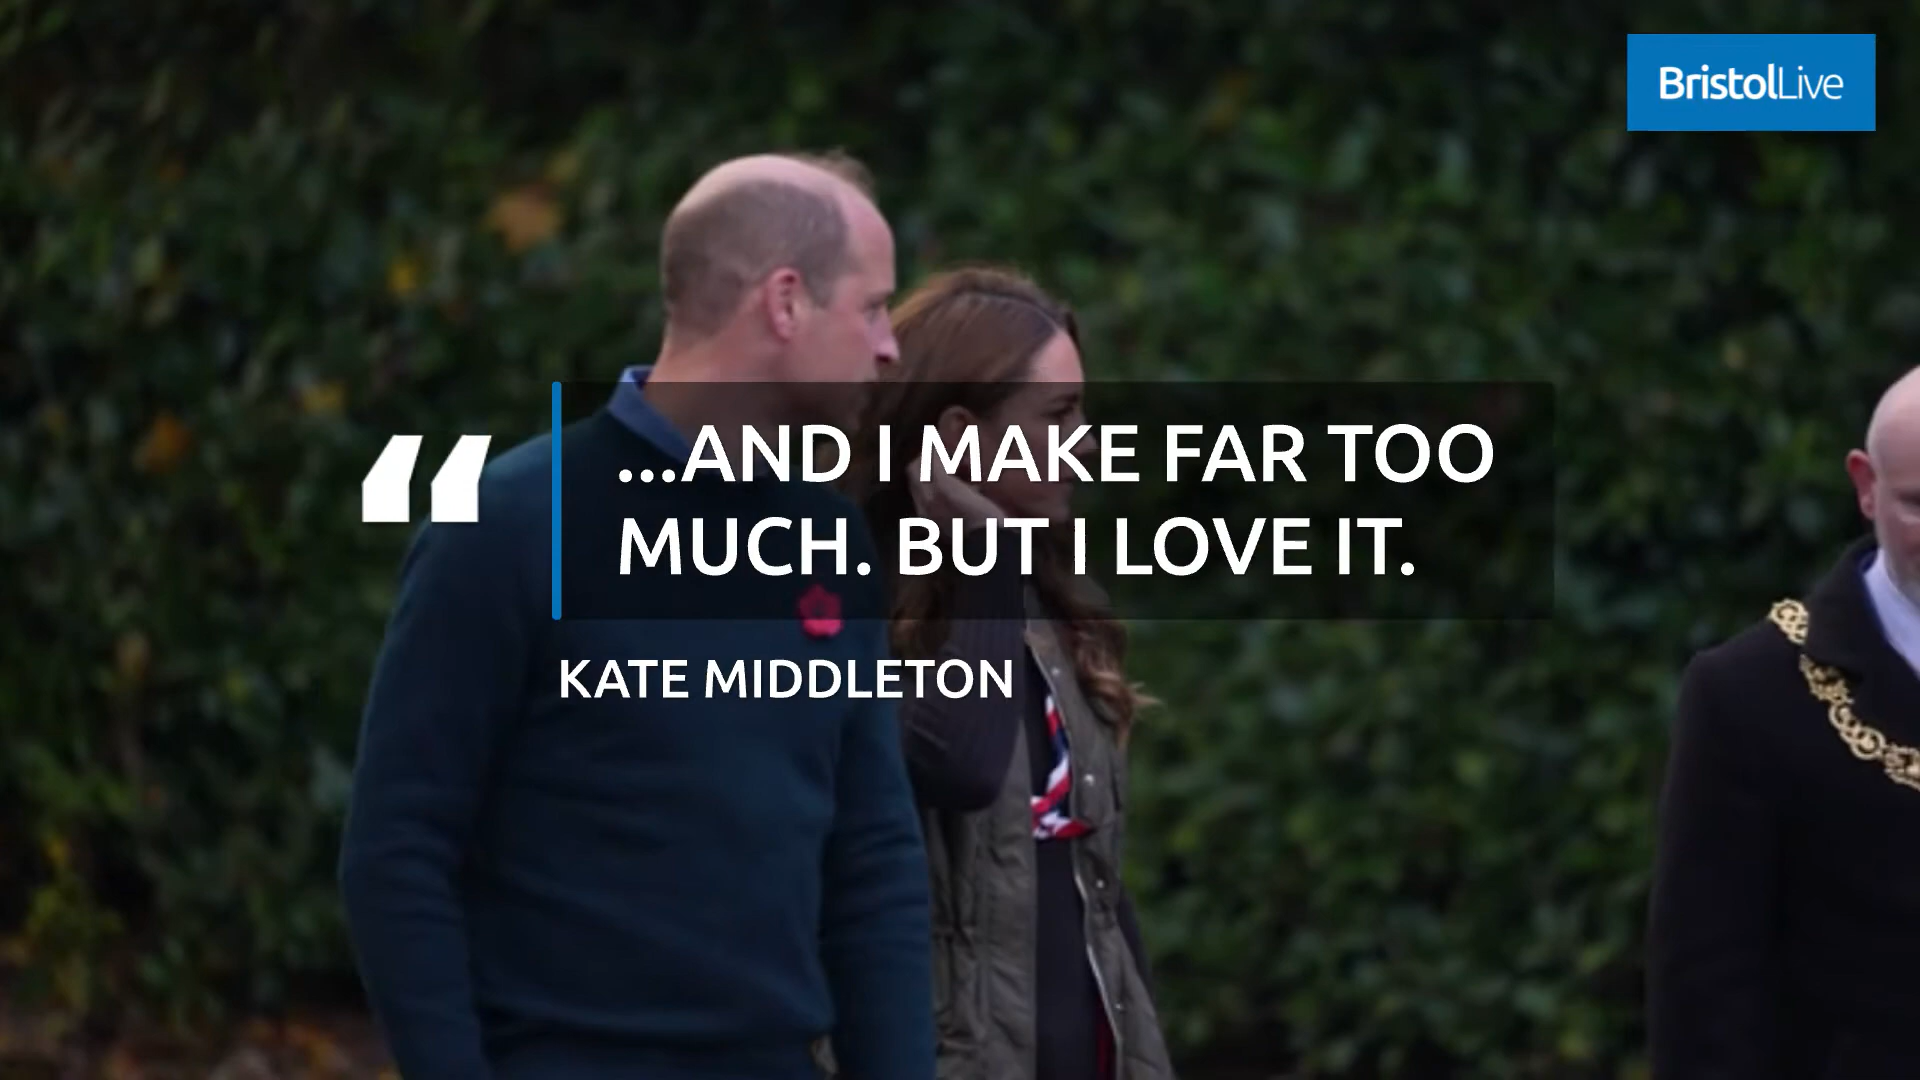 BristolLive
“
...AND I MAKE FAR TOO
MUCH. BUT I LOVE IT.
KATE MIDDLETON